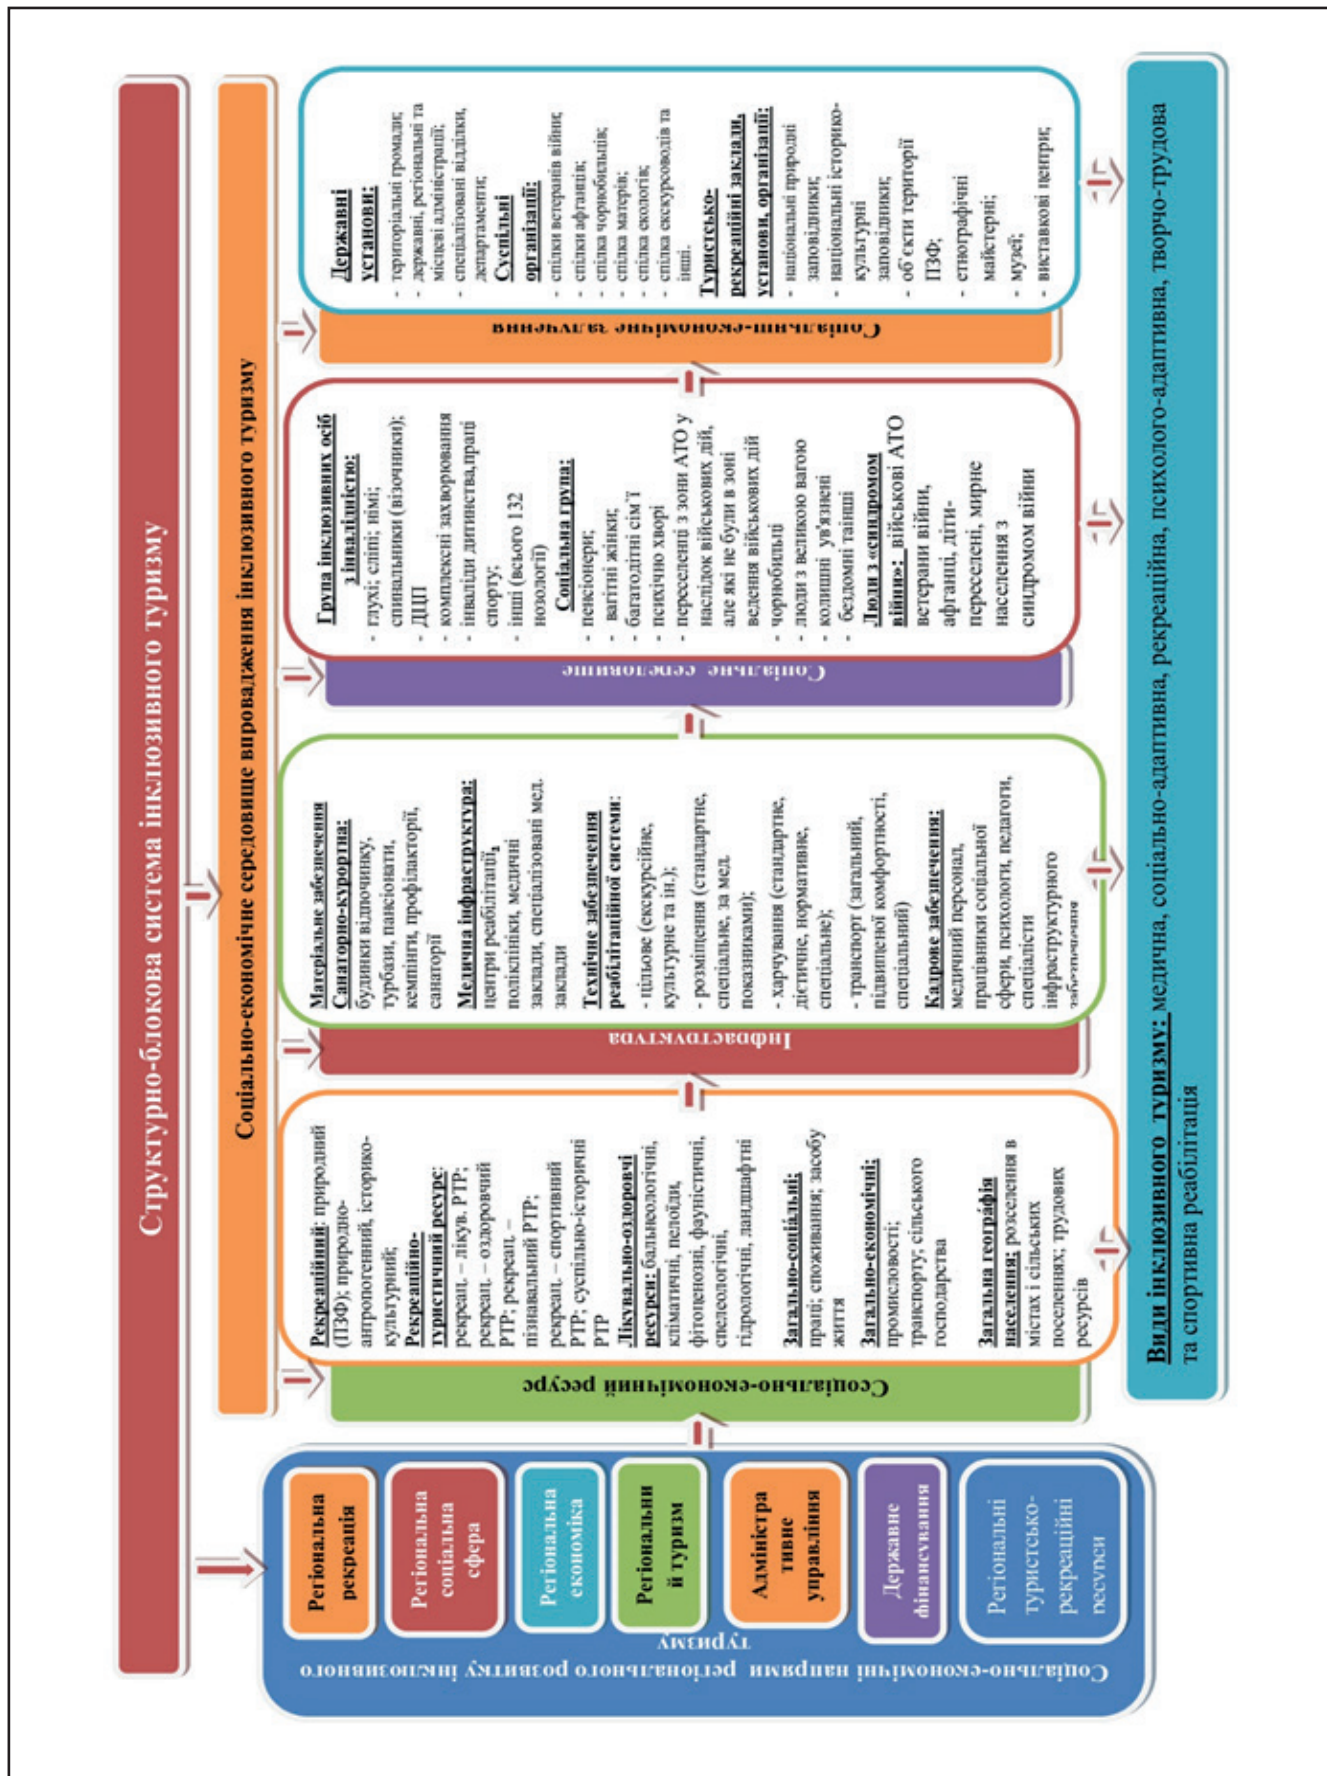 Структурно-блокова система інклюзивного туризму
Соціально-економічне середовище впровадження інклюзивного туризму
Соціально-економічні напрями регіонального розвитку інклюзивного
туризму
Регіональна
рекреація
Регіональна
соціальна
сфера
Регіональна
економіка
Регіональни
й туризм
Адміністра
тивне
управління
Державне
фінансування
Регіональні
туристсько-
рекреаційні
ресурси
Ссоціально-економічний ресурс
Рекреаційний: природний
(ПЗФ); природно-
антропогенний, історико-
культурний;
Рекреаційно-
туристичний ресурс:
рекреац. – лікув. РТР;
рекреац. – оздоровчий
РТР; рекреац. –
пізнавальний РТР;
рекреац. – спортивний
РТР; суспільно-історичні
РТР
Лікувально-оздоровчі
ресурси: бальнеологічні,
кліматичні, пелоїди,
фітоценозні, фауністичні,
спелеологічні,
гідрологічні, ландшафтні
Загально-соціальні:
праці; споживання; засобу
життя
Загально-економічні:
промисловості;
транспорту; сільського
господарства
Загальна географія
населення: розселення в
містах і сільських
поселеннях; трудових
ресурсів
Інфраструктура
Матеріальне забезпечення
Санаторно-курортна:
будинки відпочинку,
турбази, пансіонати,
кемпінги, профілакторії,
санаторії
Медична інфраструктура:
центри реабілітації,
поліклініки, медичні
заклади, спеціалізовані мед.
заклади
Технічне забезпечення
реабілітаційної системи:
- цільове (екскурсійне,
культурне та ін.);
- розміщення (стандартне,
спеціальне, за мед.
показниками);
- харчування (стандартне,
дієтичне, нормативне,
спеціальне);
- транспорт (загальний,
підвищеної комфортності,
спеціальний)
Кадрове забезпечення:
медичний персонал,
працівники соціальної
сфери, психологи, педагоги,
спеціалісти
інфраструктурного
забезпечення
Соціальне середовище
Група інклюзивних осіб
з інвалідністю:
- глухі; сліпі; німі;
спинальники (візочники);
- ДЦП
- комплексні захворювання
- інваліди дитинства,праці
спорту;
- інші (всього 132
нозології)
Соціальна група:
- пенсіонери;
- вагітні жінки;
- багатодітні сім`ї
- психічно хворі
- переселенці з зони АТО у
наслідок військових дій,
але які не були в зоні
ведення військових дій
- чорнобильці
- люди з великою вагою
- колишні ув'язнені
- бездомні таінші
Люди з «синдромом
війни»: військові АТО
ветерани війни,
афганці, діти-
переселені, мирне
населення з
синдромом війни
Соціальнш-економічне залучення
Державні
установи:
- територіальні громади;
- державні, регіональні та
місцеві адміністрації;
- спеціалізовані відділки,
департаменти;
Суспільні
організації:
- спілки ветеранів війни;
- спілки афганців;
- спілка чорнобильців;
- спілка матерів;
- спілка екологів;
- спілка екскурсоводів та
інші.
Туристсько-
рекреаційні заклади,
установи, організації:
- національні природні
заповідники;
- національні історико-
культурні
заповідники;
- об'єкти території
ПЗФ;
- етнографічні
майстерні;
- музеї;
- виставкові центри;
Види інклюзивного туризму: медична, соціально-адаптивна, рекреаційна, психолого-адаптивна, творчо-трудова
та спортивна реабілітація